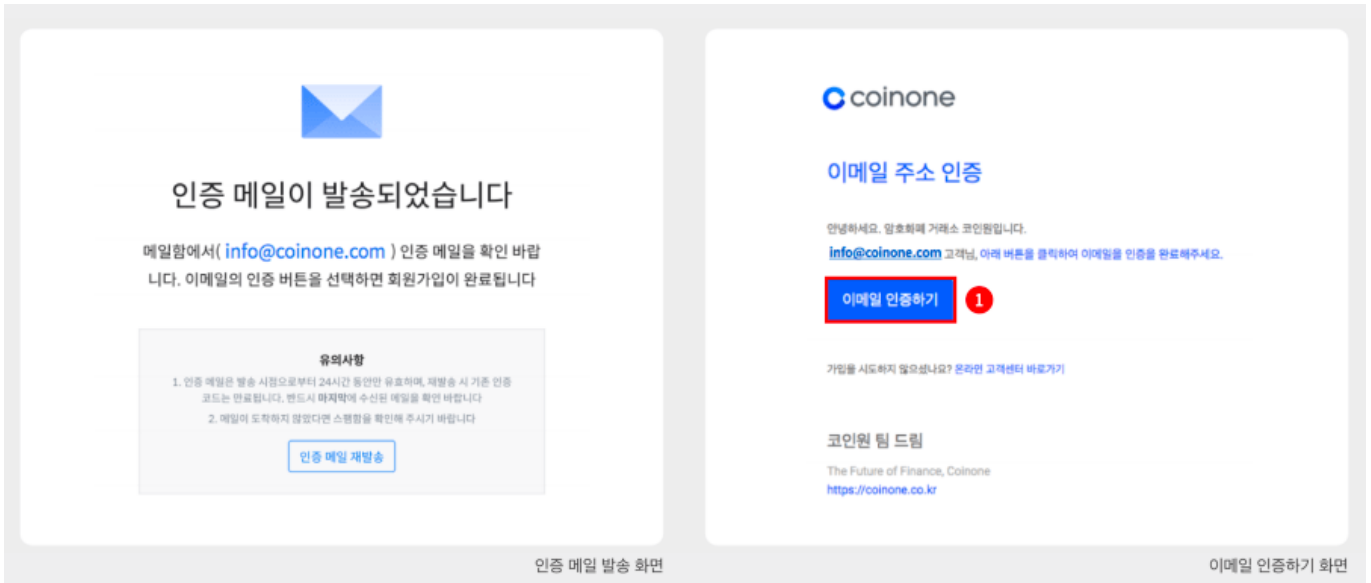 인증 메일이 발송되었습니다
메일함에서( info@coinone.com ) 인증 메일을 확인 바랍
니다. 이메일의 인증 버튼을 선택하면 회원가입이 완료됩니다
유의사항
1. 인증 메일은 발송 시점으로부터 24시간 동안만 유효하며, 재발송 시 기존 인증
코드는 만료됩니다. 반드시 마지막에 수신된 메일을 확인 바랍니다
2. 메일이 도착하지 않았다면 스팸함을 확인해 주시기 바랍니다
인증 메일 재발송
인증 메일 발송 화면
coinone
이메일 주소 인증
안녕하세요. 암호화폐 거래소 코인원입니다.
info@coinone.com 고객님, 아래 버튼을 클릭하여 이메일을 인증을 완료해주세요.
이메일 인증하기
1
가입을 시도하지 않으셨나요? 온라인 고객센터 바로가기
코인원 팀 드림
The Future of Finance, Coinone
https://coinone.co.kr
이메일 인증하기 화면